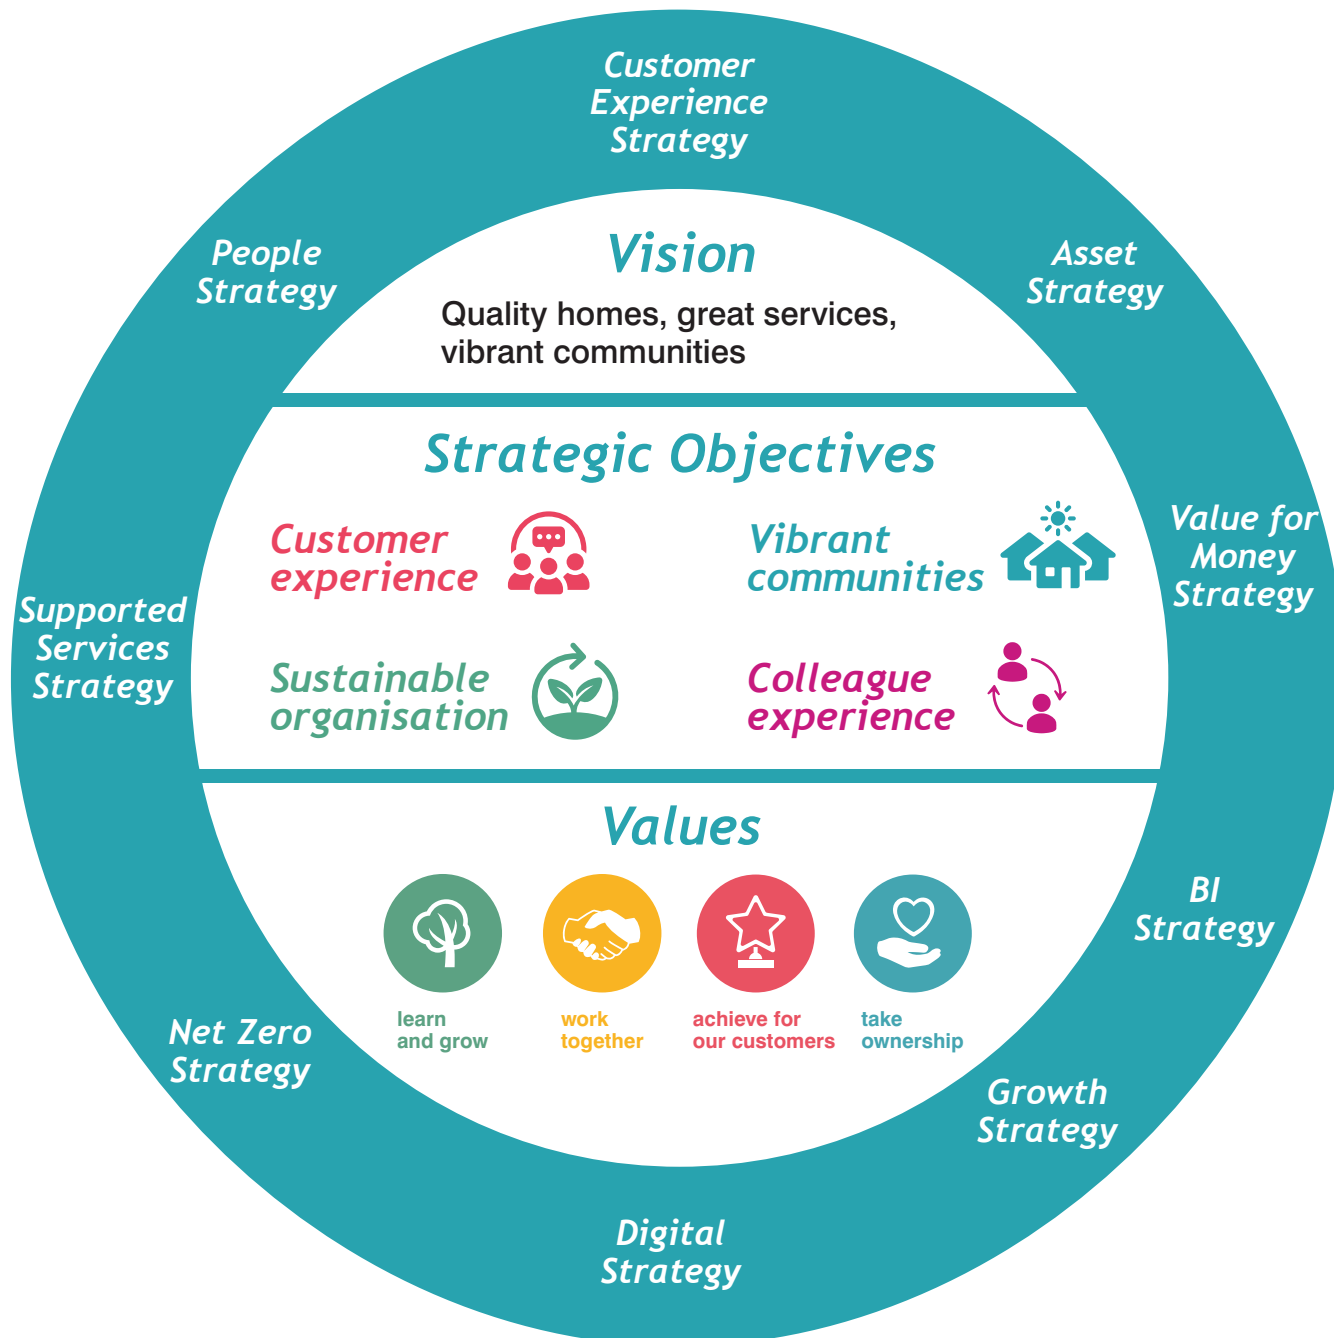 Customer
Experience
Strategy
People
Strategy
Asset
Strategy
Vision
Quality homes, great services,
vibrant communities
Strategic Objectives
Customer
experience
Vibrant
communities
Value for
Money
Strategy
Supported
Services
Strategy
Sustainable
organisation
Colleague
experience
Values
learn
and grow
work
together
achieve for
our customers
take
ownership
BI
Strategy
Net Zero
Strategy
Growth
Strategy
Digital
Strategy